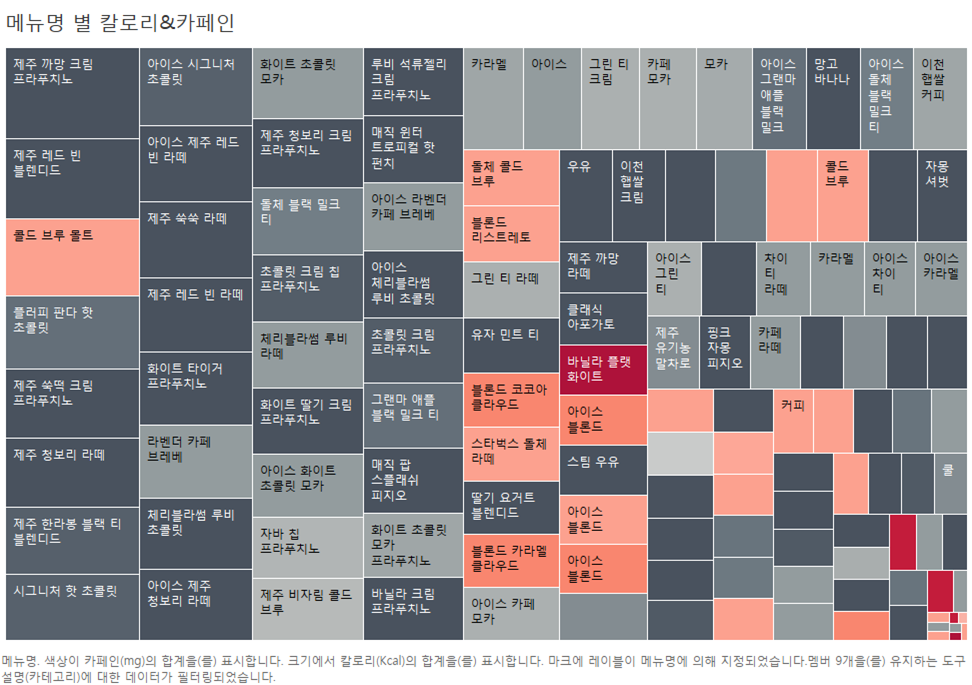 메뉴명 별 칼로리&카페인
제주 까망 크림
프라푸치노
제주 레드 빈
블렌디드
콜드 브루 몰트
플러피 판다 핫
초콜릿
제주 쑥떡 크림
프라푸치노
제주 청보리 라떼
제주 한라봉 블랙 티
블렌디드
시그니처 핫 초콜릿
아이스 시그니처
초콜릿
아이스 제주 레드
빈 라떼
제주 쑥쑥 라떼
제주 레드 빈 라떼
화이트 타이거
프라푸치노
라벤더 카페
브레베
체리블라썸 루비
초콜릿
아이스 제주
청보리 라떼
화이트 초콜릿
모카
제주 청보리 크림
프라푸치노
돌체 블랙 밀크
티
초콜릿 크림 칩
프라푸치노
체리블라썸 루비
라떼
화이트 딸기 크림
프라푸치노
아이스 화이트
초콜릿 모카
자바 칩
프라푸치노
제주 비자림 콜드
브루
루비 석류젤리
크림
프라푸치노
매직 윈터
트로피컬 핫
펀치
아이스 라벤더
카페 브레베
아이스
체리블라썸
루비 초콜릿
초콜릿 크림
프라푸치노
그랜마 애플
블랙 밀크 티
매직 팝
스플래쉬
피지오
화이트 초콜릿
모카
프라푸치노
바닐라 크림
프라푸치노
카라멜
아이스
그린 티
크림
카페
모카
모카
아이스
그랜마
애플
블랙
밀크
망고
바나나
아이스
돌체
블랙
밀크
티
이천
햅쌀
커피
돌체 콜드
브루
블론드
리스트레토
그린 티 라떼
유자 민트 티
블론드 코코아
클라우드
스타벅스 돌체
라떼
딸기 요거트
블렌디드
블론드 카라멜
클라우드
아이스 카페
모카
우유
이천
햅쌀
크림
콜드
브루
자몽
셔벗
제주 까망
라떼
클래식
아포가토
바닐라 플랫
화이트
아이스
블론드
스팀 우유
아이스
블론드
아이스
블론드
아이스
그린
티
차이
티
라떼
카라멜
아이스
차이
티
아이스
카라멜
제주
유기농
말차로
핑크
자몽
피지오
카페
라떼
커피
쿨
메뉴명. 색상이 카페인(mg)의 합계을(를) 표시합니다. 크기에서 칼로리(Kcal)의 합계을(를) 표시합니다. 마크에 레이블이 메뉴명에 의해 지정되었습니다.멤버 9개을(를) 유지하는 도구
설명(카테고리)에 대한 데이터가 필터링되었습니다.